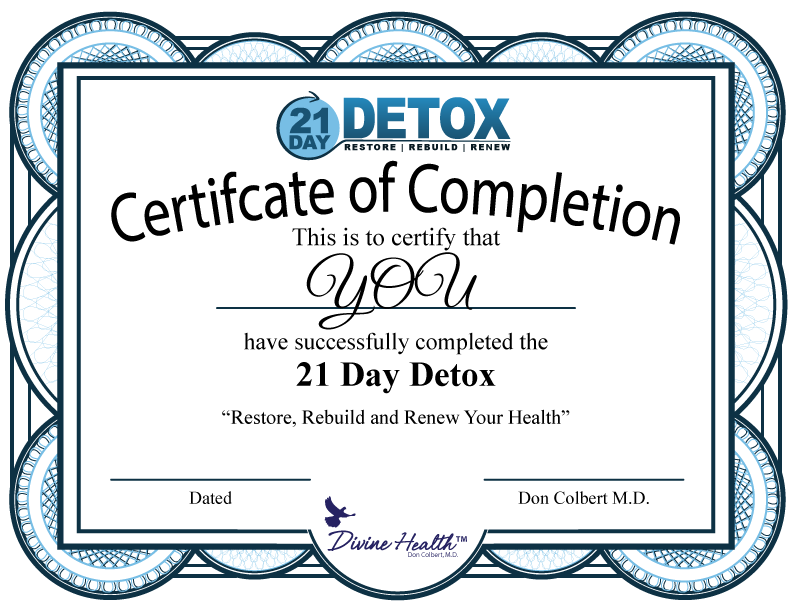 21 DAY DETOX
RESTORE | REBUILD | RENEW
Certifcate of Completion
This is to certify that
YOU
have successfully completed the
21 Day Detox
“Restore, Rebuild and Renew Your Health”
Dated
Don Colbert M.D.
Divine Health™
Don Colbert, M.D.